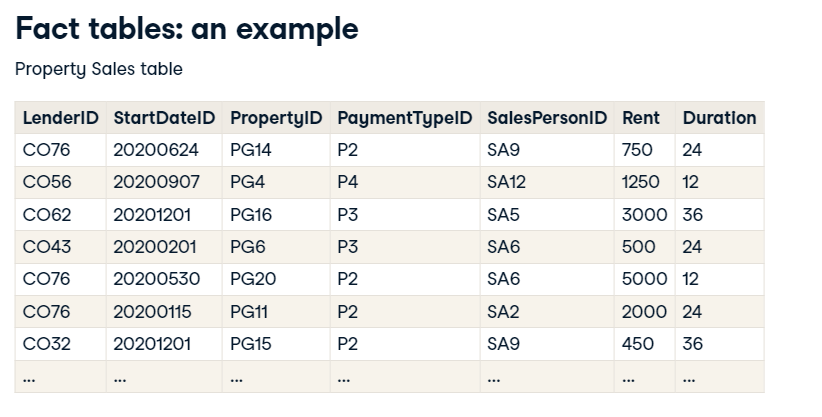 Fact tables: an example
Property Sales table
LenderID StartDateID PropertyID PaymentTypeID SalesPersonID Rent Duration
CO76 20200624 PG14 P2 SA9 750 24
CO56 20200907 PG4 P4 SA12 1250 12
CO62 20201201 PG16 P3 SA5 3000 36
CO43 20200201 PG6 P3 SA6 500 24
CO76 20200530 PG20 P2 SA6 5000 12
CO76 20200115 PG11 P2 SA2 2000 24
CO32 20201201 PG15 P2 SA9 450 36
... ... ... ... ... ... ...